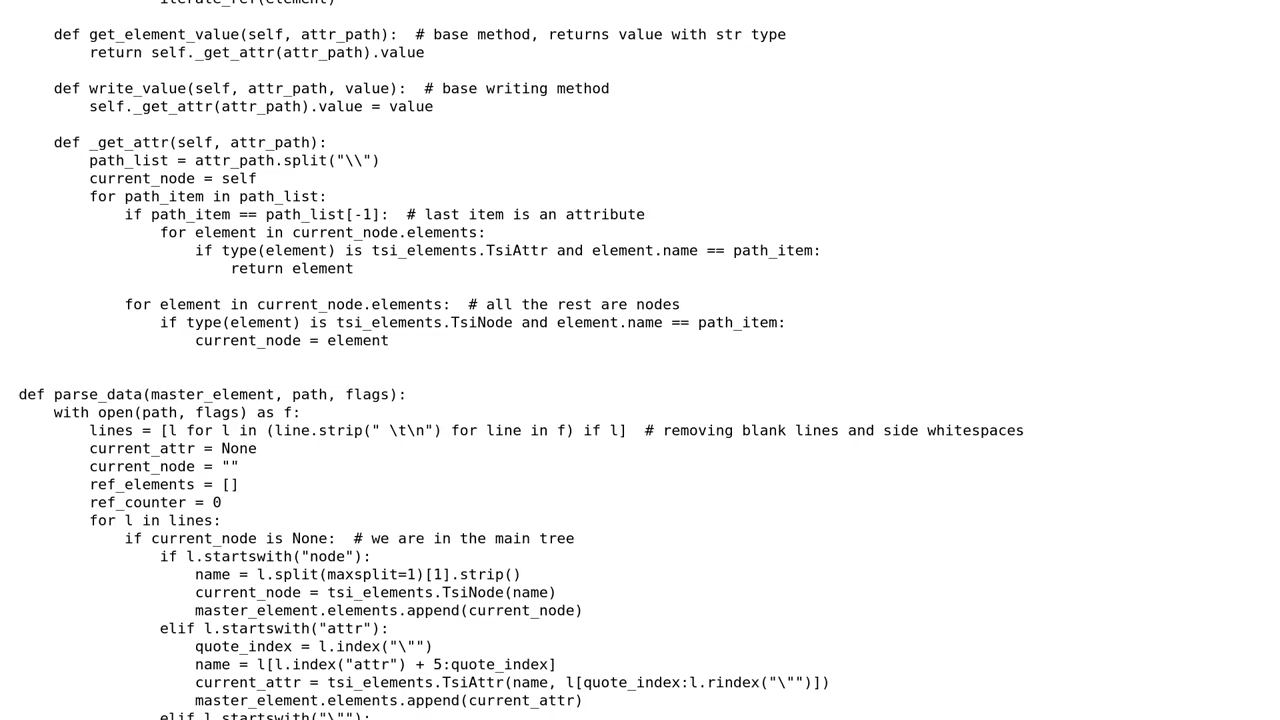 iterate_ref(element)
    def get_element_value(self, attr_path):  # base method, returns value with str type
        return self._get_attr(attr_path).value
    def write_value(self, attr_path, value):  # base writing method
        self._get_attr(attr_path).value = value
    def _get_attr(self, attr_path):
        path_list = attr_path.split("\\")
        current_node = self
        for path_item in path_list:
            if path_item == path_list[-1]:  # last item is an attribute
                for element in current_node.elements:
                    if type(element) is tsi_elements.TsiAttr and element.name == path_item:
                        return element
            for element in current_node.elements:  # all the rest are nodes
                if type(element) is tsi_elements.TsiNode and element.name == path_item:
                    current_node = element
def parse_data(master_element, path, flags):
    with open(path, flags) as f:
        lines = [l for l in (line.strip(" \t\n") for line in f) if l]  # removing blank lines and side whitespaces
        current_attr = None
        current_node = ""
        ref_elements = []
        ref_counter = 0
        for l in lines:
            if current_node is None:  # we are in the main tree
                if l.startswith("node"):
                    name = l.split(maxsplit=1)[1].strip()
                    current_node = tsi_elements.TsiNode(name)
                    master_element.elements.append(current_node)
                elif l.startswith("attr"):
                    quote_index = l.index("\"")
                    name = l[l.index("attr") + 5:quote_index]
                    current_attr = tsi_elements.TsiAttr(name, l[quote_index:l.rindex("\"")])
                    master_element.elements.append(current_attr)
                elif l.startswith("\""):